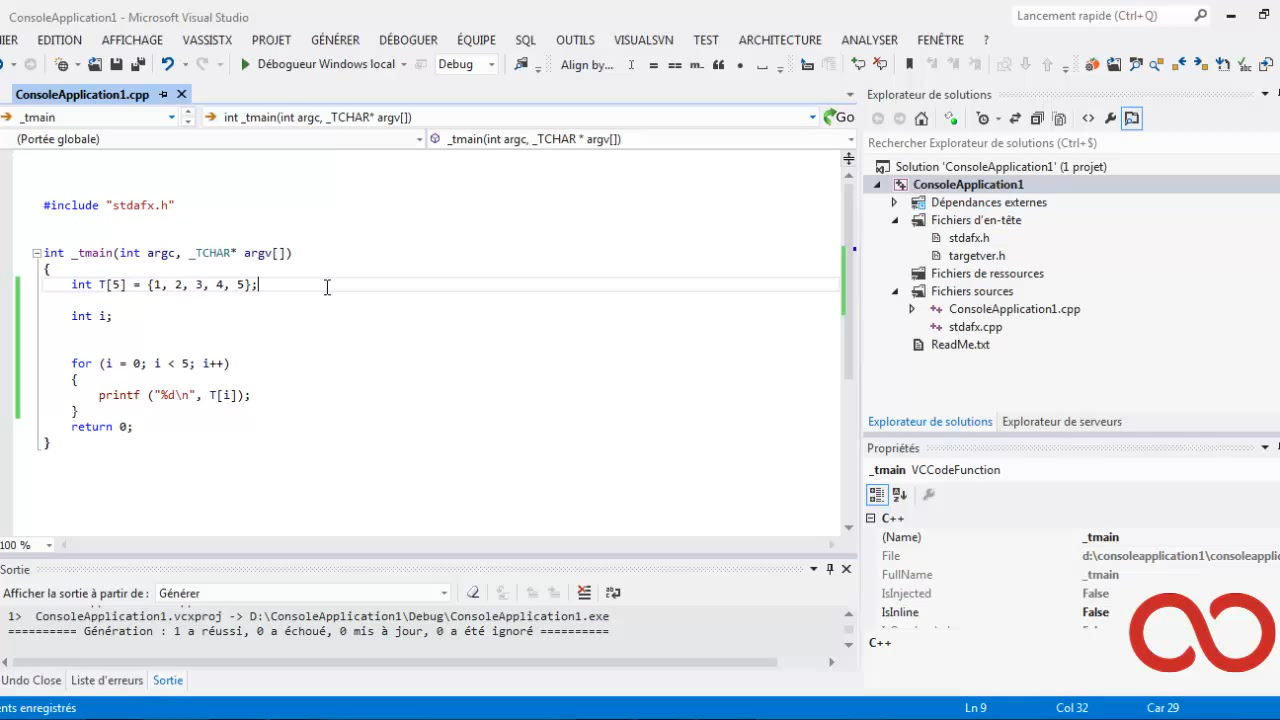 ConsoleApplication1 - Microsoft Visual Studio
Lancement rapide (Ctrl+Q)
IER EDITION AFFICHAGE VASSISTX PROJET GÉNÉRER DÉBOGUER ÉQUIPE SQL OUTILS VISUALSVN TEST ARCHITECTURE ANALYSER FENÊTRE ?
Débogueur Windows local Debug Align by...
ConsoleApplication1.cpp
_tmain
int _tmain(int argc, _TCHAR* argv[])
Go
(Portée globale)
_tmain(int argc, _TCHAR * argv[])
#include "stdafx.h"
int _tmain(int argc, _TCHAR* argv[])
{
int T[5] = {1, 2, 3, 4, 5};
int i;
for (i = 0; i < 5; i++)
{
printf ("%d\n", T[i]);
}
return 0;
}
100 %
Sortie
Afficher la sortie à partir de : Générer
1> ConsoleApplication1.vcxproj -> D:\ConsoleApplication1\Debug\ConsoleApplication1.exe
========== Génération : 1 a réussi, 0 a échoué, 0 mis à jour, 0 a été ignoré ==========
Undo Close Liste d'erreurs Sortie
Explorateur de solutions
Rechercher Explorateur de solutions (Ctrl+$)
Solution 'ConsoleApplication1' (1 projet)
ConsoleApplication1
Dépendances externes
Fichiers d'en-tête
stdafx.h
targetver.h
Fichiers de ressources
Fichiers sources
ConsoleApplication1.cpp
stdafx.cpp
ReadMe.txt
Explorateur de solutions Explorateur de serveurs
Propriétés
_tmain VCCodeFunction
C++
(Name) _tmain
File d:\consoleapplication1\consoleapplic
FullName _tmain
IsInjected False
IsInline False
C++
nts enregistrés Ln 9 Col 32 Car 29